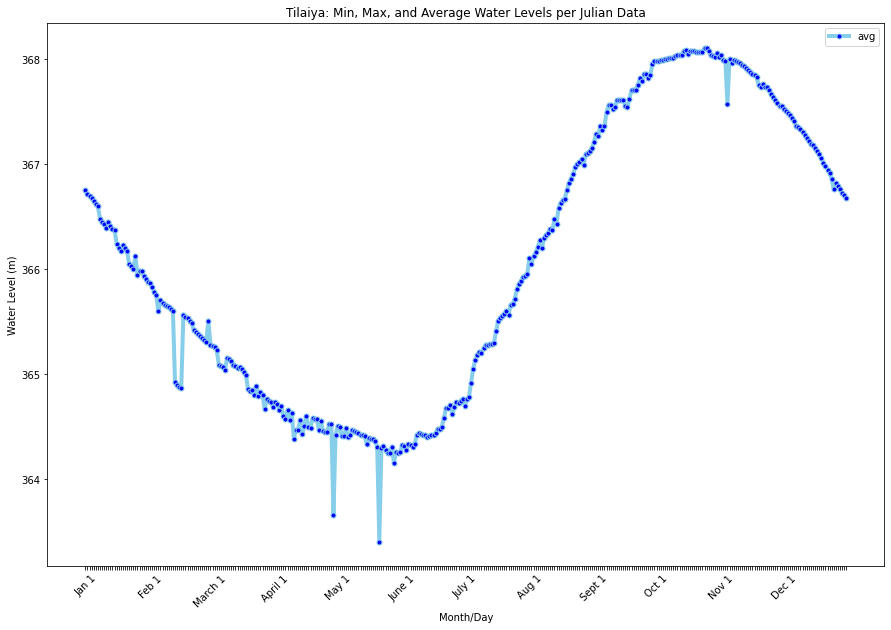 Tilaiya: Min, Max, and Average Water Levels per Julian Data
avg
368
367
366
365
364
Water Level (m)
Jan 1
Feb 1
March 1
April 1
May 1
June 1
July 1
Aug 1
Sept 1
Oct 1
Nov 1
Dec 1
Month/Day